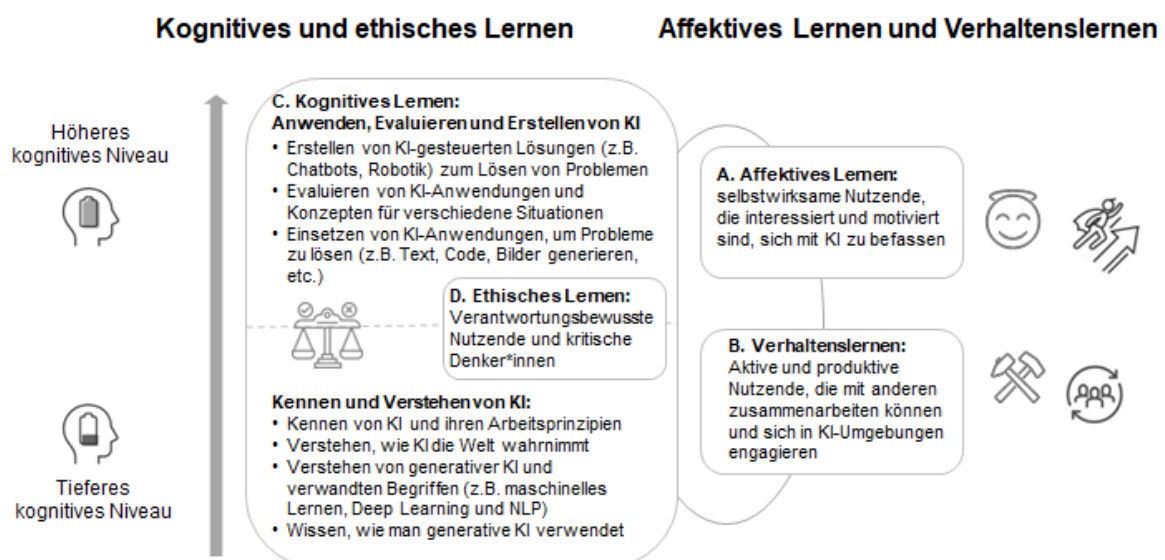 Kognitives und ethisches Lernen
Affektives Lernen und Verhaltenslernen
Höheres
kognitives Niveau
Tieferes
kognitives Niveau
C. Kognitives Lernen:
Anwenden, Evaluieren und Erstellen von KI
• Erstellen von KI-gesteuerten Lösungen (z.B.
Chatbots, Robotik) zum Lösen von Problemen
• Evaluieren von KI-Anwendungen und
Konzepten für verschiedene Situationen
• Einsetzen von KI-Anwendungen, um Probleme
zu lösen (z.B. Text, Code, Bilder generieren,
etc.)
D. Ethisches Lernen:
Verantwortungsbewusste
Nutzende und kritische
Denker*innen
Kennen und Verstehen von KI:
• Kennen von KI und ihren Arbeitsprinzipien
• Verstehen, wie KI die Welt wahrnimmt
• Verstehen von generativer KI und
verwandten Begriffen (z.B. maschinelles
Lernen, Deep Learning und NLP)
• Wissen, wie man generative KI verwendet
A. Affektives Lernen:
selbstwirksame Nutzende,
die interessiert und motiviert
sind, sich mit KI zu befassen
B. Verhaltenslernen:
Aktive und produktive
Nutzende, die mit anderen
zusammenarbeiten können
und sich in KI-Umgebungen
engagieren